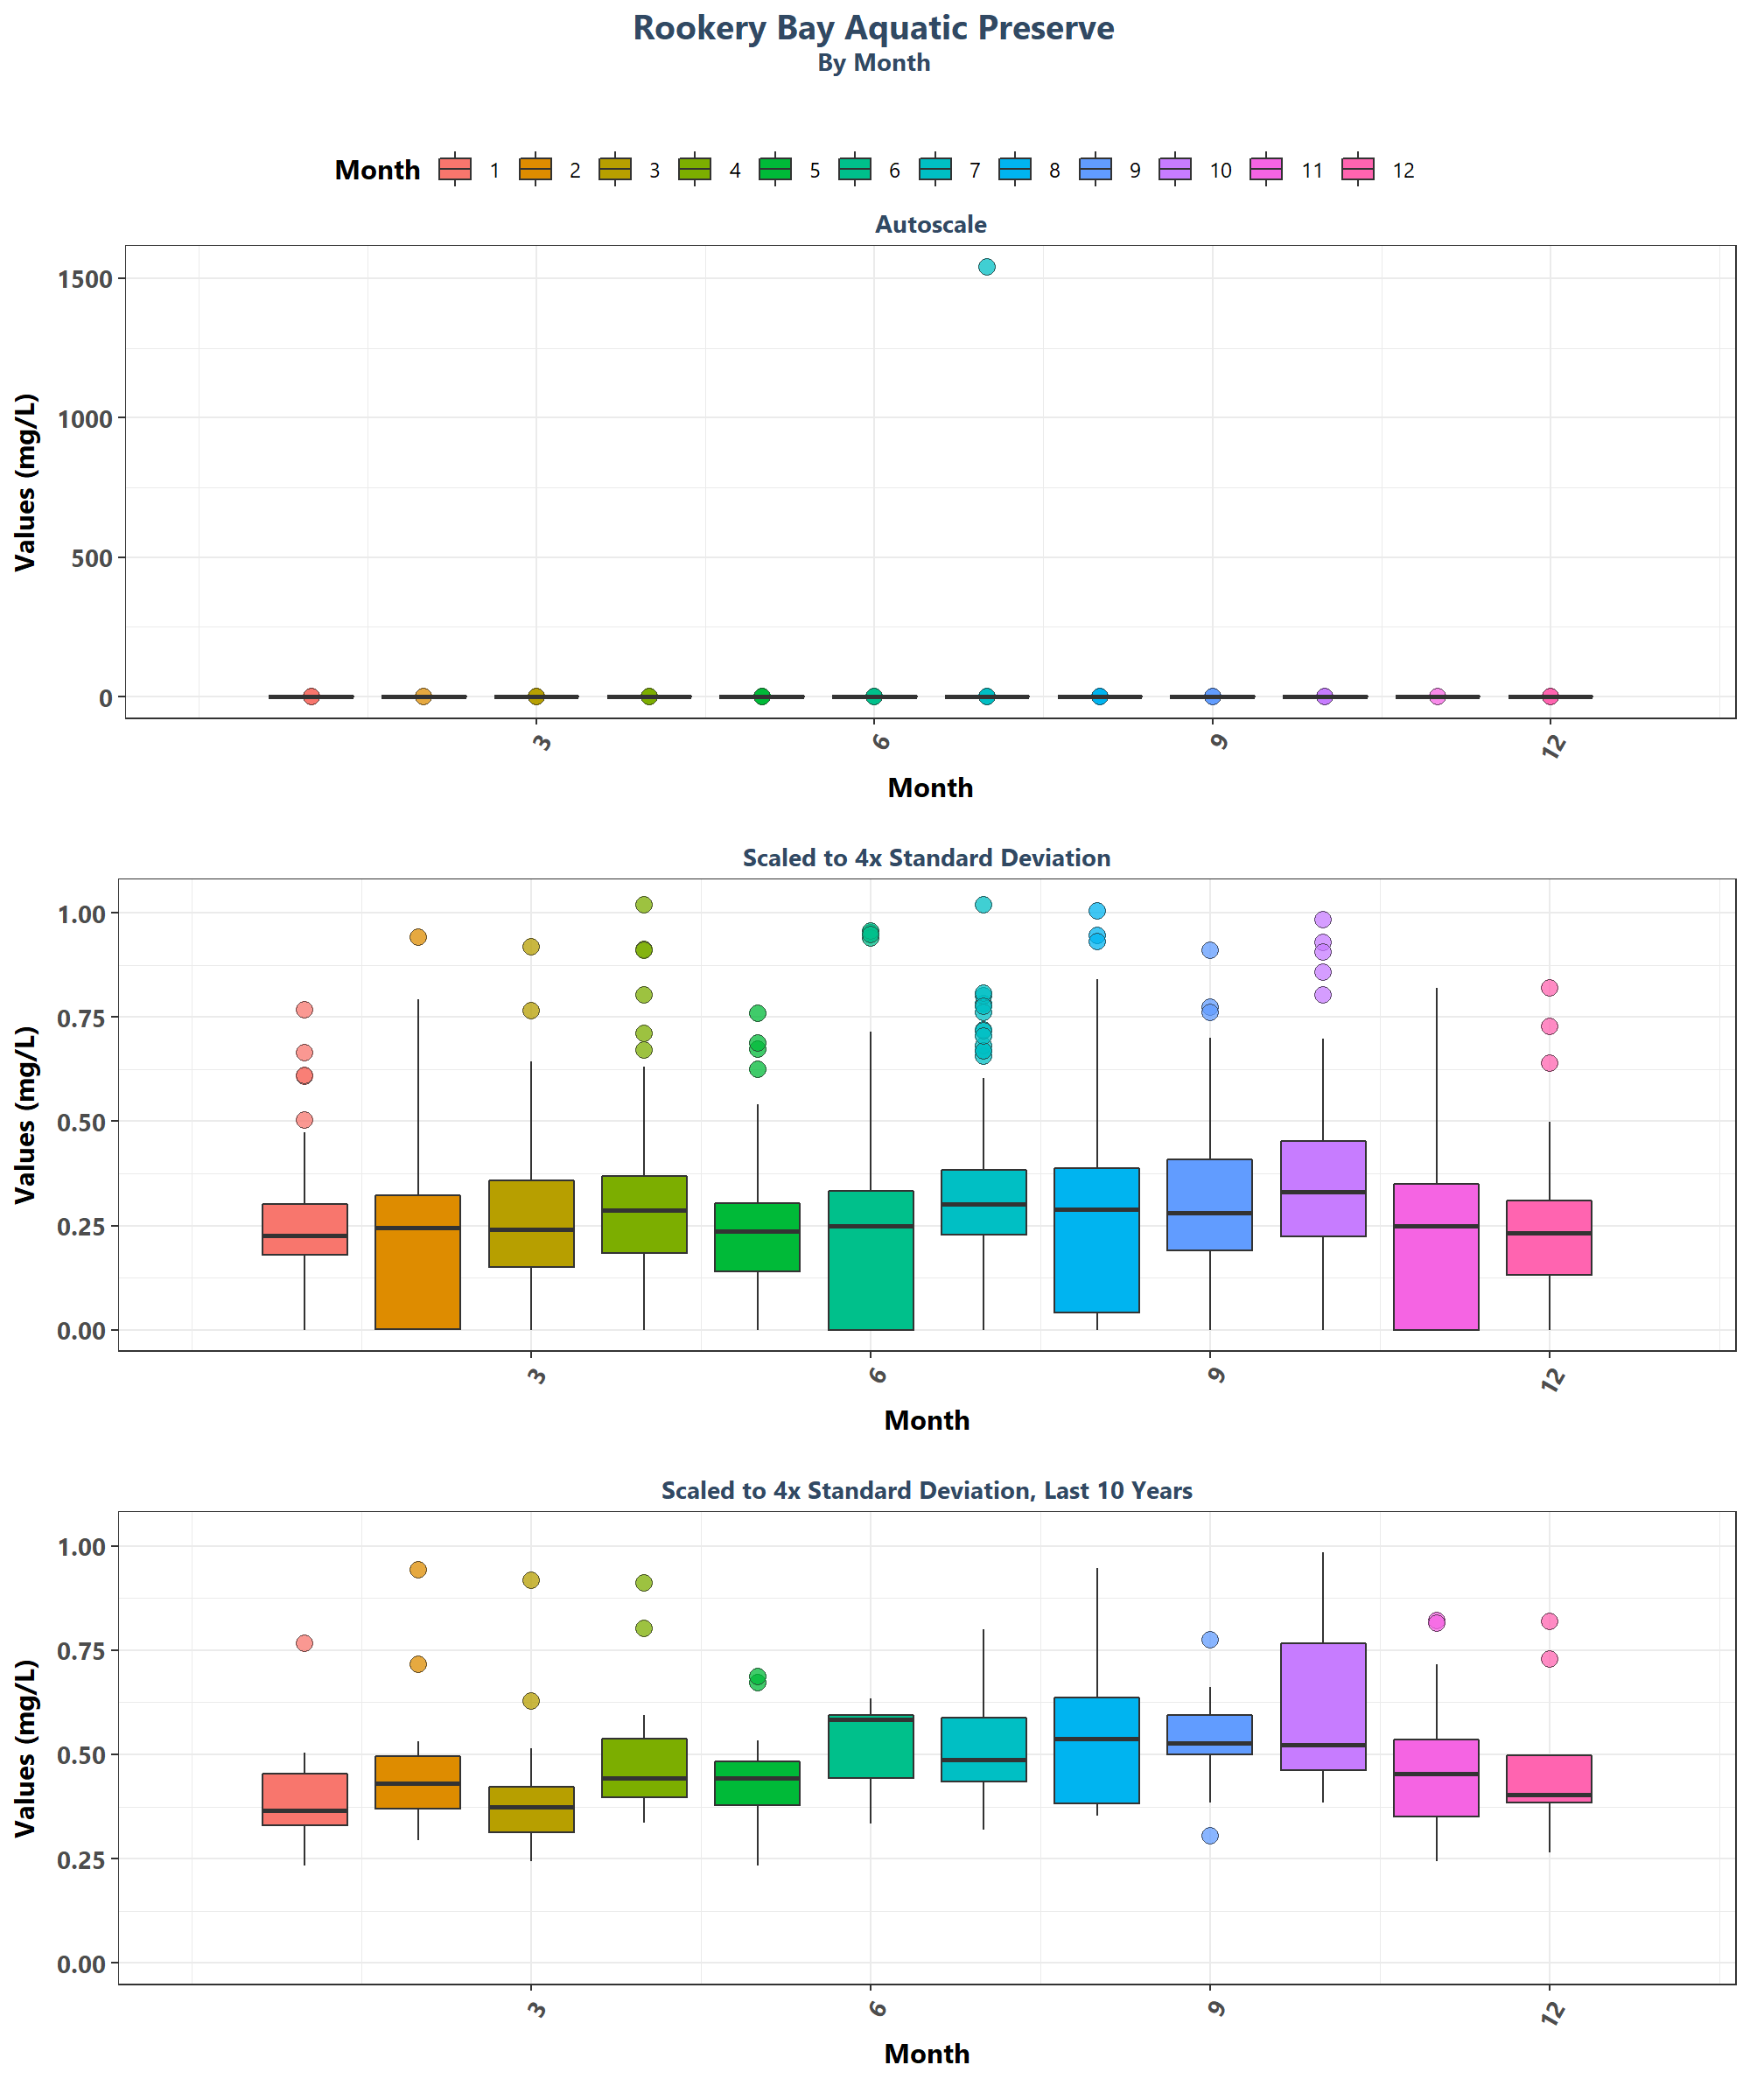 Rookery Bay Aquatic Preserve
By Month
Month 1 2 3 4 5 6 7 8 9 10 11 12
Autoscale
Values (mg/L)
1500
1000
500
0
3 6 9 12
Month
Scaled to 4x Standard Deviation
Values (mg/L)
1.00
0.75
0.50
0.25
0.00
3 6 9 12
Month
Scaled to 4x Standard Deviation, Last 10 Years
Values (mg/L)
1.00
0.75
0.50
0.25
0.00
3 6 9 12
Month